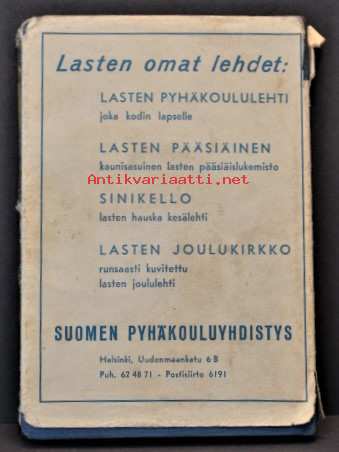 Lasten omat lehdet:
LASTEN PYHÄKOULULEHTI
joka kodin lapselle
LASTEN PÄÄSIÄINEN
kaunisasuinen lasten pääsiäislukemisto
Antikvariaatti.net
SINIKELLO
lasten hauska kesälehti
LASTEN JOULUKIRKKO
runsaasti kuvitettu
lasten joululehti
SUOMEN PYHÄKOULUYHDISTYS
Helsinki, Uudenmaankatu 6 B
Puh. 62 48 71 - Postisiirto 6191